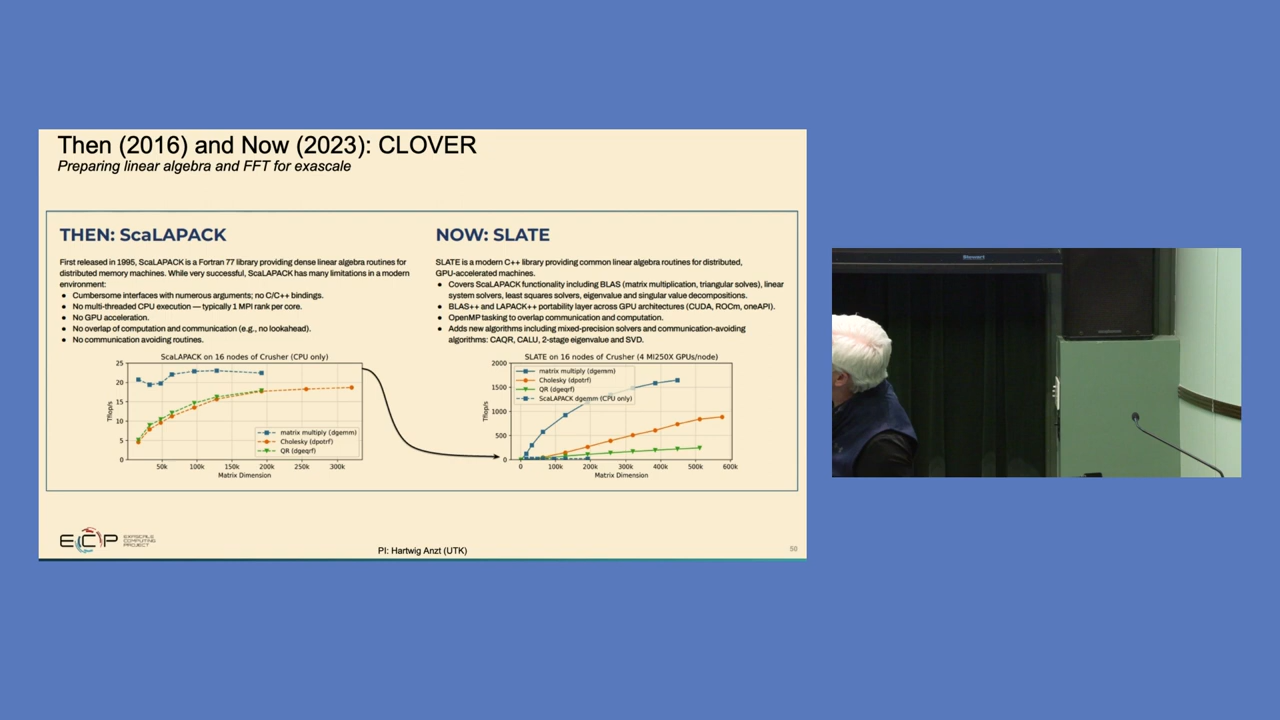 Then (2016) and Now (2023): CLOVER
Preparing linear algebra and FFT for exascale
THEN: ScaLAPACK
First released in 1995, ScaLAPACK is a Fortran 77 library providing dense linear algebra routines for
distributed memory machines. While very successful, ScaLAPACK has many limitations in a modern
environment:
• Cumbersome interfaces with numerous arguments; no C/C++ bindings.
• No multi-threaded CPU execution — typically 1 MPI rank per core.
• No GPU acceleration.
• No overlap of computation and communication (e.g., no lookahead).
• No communication avoiding routines.
ScaLAPACK on 16 nodes of Crusher (CPU only)
25
20
15
10
5
0
Tflop/s
matrix multiply (dgemm)
Cholesky (dpotrf)
QR (dgeqrf)
50k 100k 150k 200k 250k 300k
Matrix Dimension
NOW: SLATE
SLATE is a modern C++ library providing common linear algebra routines for distributed,
GPU-accelerated machines.
• Covers ScaLAPACK functionality including BLAS (matrix multiplication, triangular solves), linear
system solvers, least squares solvers, eigenvalue and singular value decompositions.
• BLAS++ and LAPACK++ portability layer across GPU architectures (CUDA, ROCm, oneAPI).
• OpenMP tasking to overlap communication and computation.
• Adds new algorithms including mixed-precision solvers and communication-avoiding
algorithms: CAQR, CALU, 2-stage eigenvalue and SVD.
SLATE on 16 nodes of Crusher (4 MI250X GPUs/node)
2000
1500
1000
500
0
Tflop/s
matrix multiply (dgemm)
Cholesky (dpotrf)
QR (dgeqrf)
ScaLAPACK dgemm (CPU only)
0 100k 200k 300k 400k 500k 600k
Matrix Dimension
ECP
EXASCALE
COMPUTING
PROJECT
PI: Hartwig Anzt (UTK)
50
Stewart